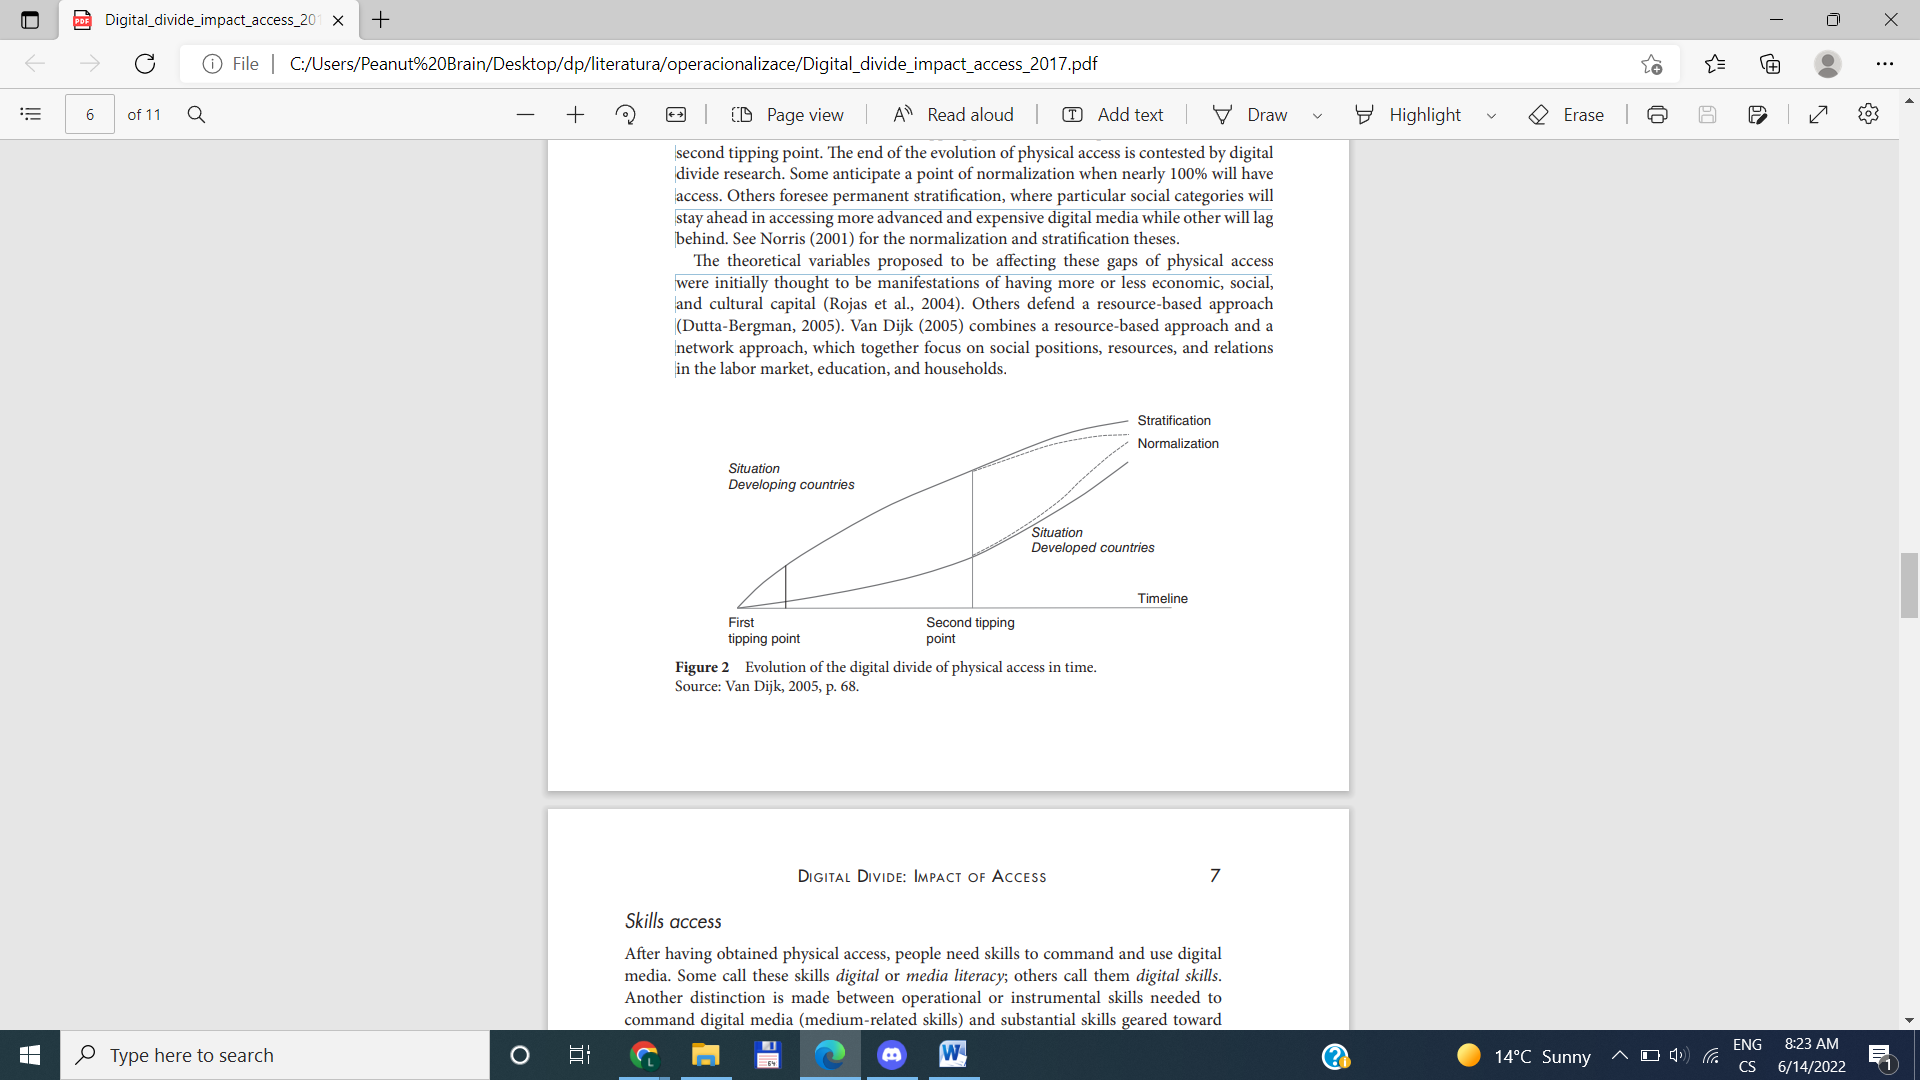 Digital_divide_impact_access_201
File
C:/Users/Peanut%20Brain/Desktop/dp/literatura/operacionalizace/Digital_divide_impact_access_2017.pdf
6 of 11
Page view
Read aloud
Add text
Draw
Highlight
Erase
second tipping point. The end of the evolution of physical access is contested by digital
divide research. Some anticipate a point of normalization when nearly 100% will have
access. Others foresee permanent stratification, where particular social categories will
stay ahead in accessing more advanced and expensive digital media while other will lag
behind. See Norris (2001) for the normalization and stratification theses.
The theoretical variables proposed to be affecting these gaps of physical access
were initially thought to be manifestations of having more or less economic, social,
and cultural capital (Rojas et al., 2004). Others defend a resource-based approach
(Dutta-Bergman, 2005). Van Dijk (2005) combines a resource-based approach and a
network approach, which together focus on social positions, resources, and relations
in the labor market, education, and households.
Stratification
Normalization
Situation
Developing countries
Situation
Developed countries
Timeline
First
tipping point
Second tipping
point
Figure 2 Evolution of the digital divide of physical access in time.
Source: Van Dijk, 2005, p. 68.
Digital Divide: Impact of Access 7
Skills access
After having obtained physical access, people need skills to command and use digital
media. Some call these skills digital or media literacy; others call them digital skills.
Another distinction is made between operational or instrumental skills needed to
command digital media (medium-related skills) and substantial skills geared toward
Type here to search
14°C Sunny
ENG
CS
8:23 AM
6/14/2022
1